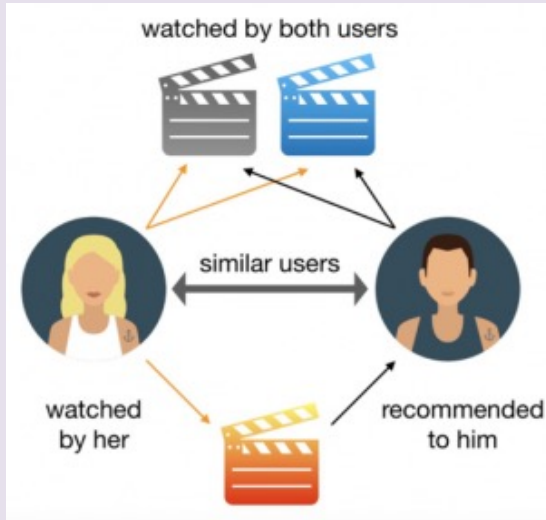 watched by both users
similar users
watched
by her
recommended
to him